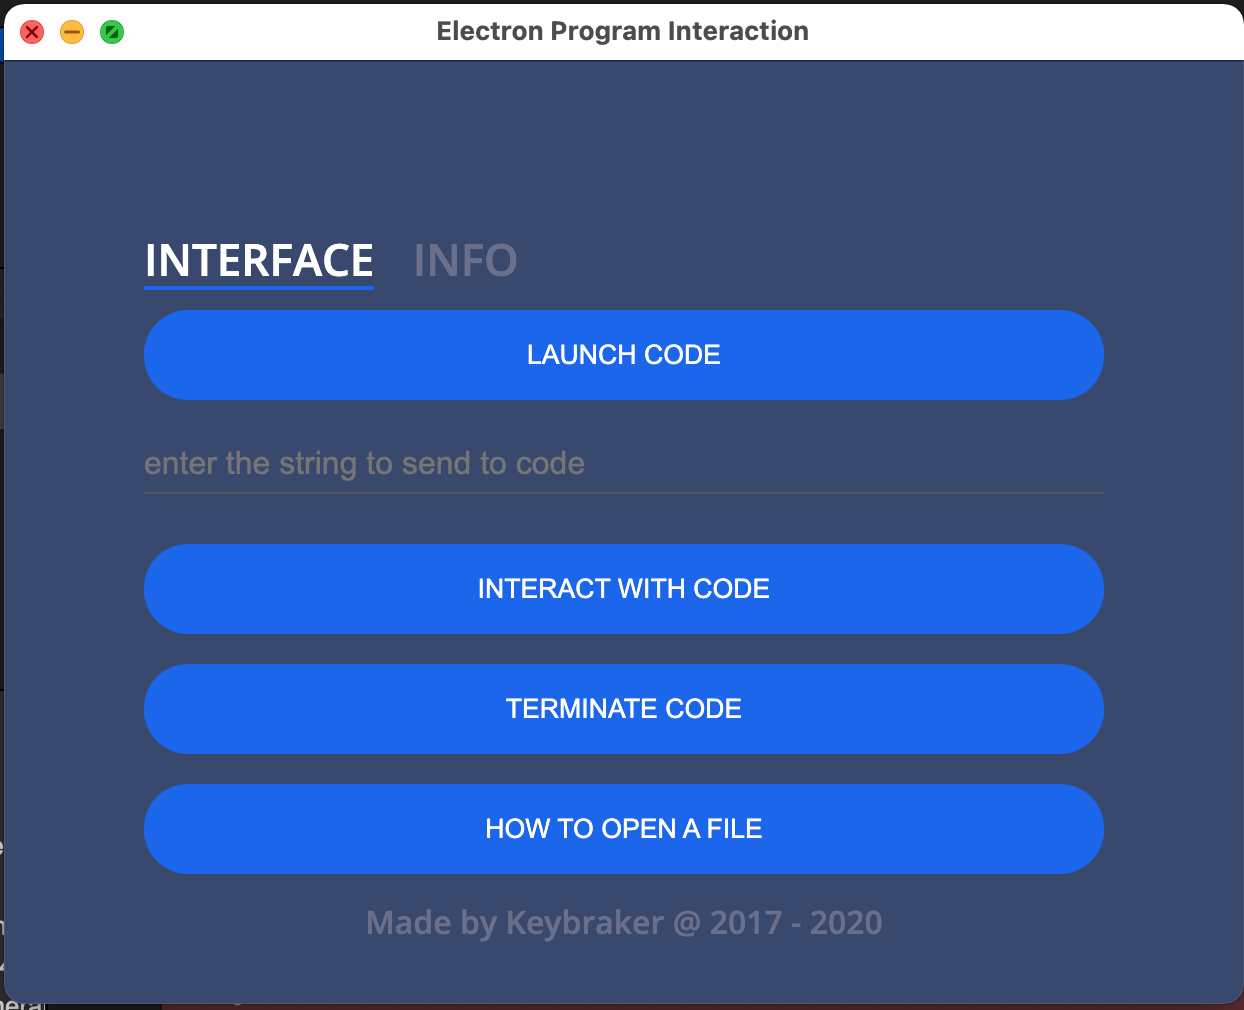 Electron Program Interaction
INTERFACE INFO
LAUNCH CODE
enter the string to send to code
INTERACT WITH CODE
TERMINATE CODE
HOW TO OPEN A FILE
Made by Keybraker @ 2017 - 2020